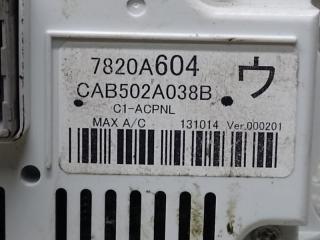 7820A604
ウ
CAB502A038B
C1-ACPNL
MAX A/C 131014 Ver.000201